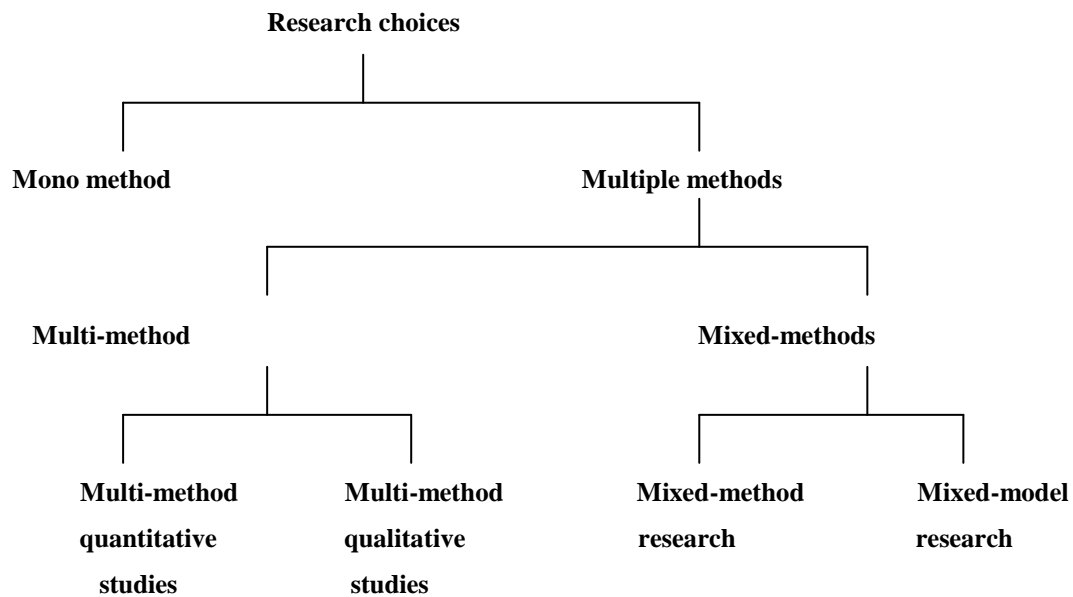 Research choices
Mono method
Multiple methods
Multi-method
Mixed-methods
Multi-method
quantitative
studies
Multi-method
qualitative
studies
Mixed-method
research
Mixed-model
research